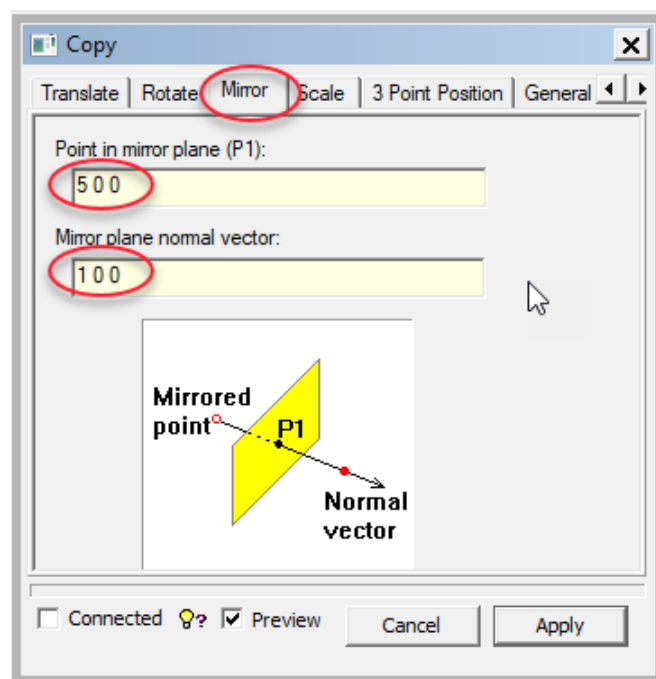 Copy
Translate Rotate Mirror Scale 3 Point Position General
Point in mirror plane (P1):
5 0 0
Mirror plane normal vector:
1 0 0
Mirrored
point
P1
Normal
vector
Connected ? Preview Cancel Apply